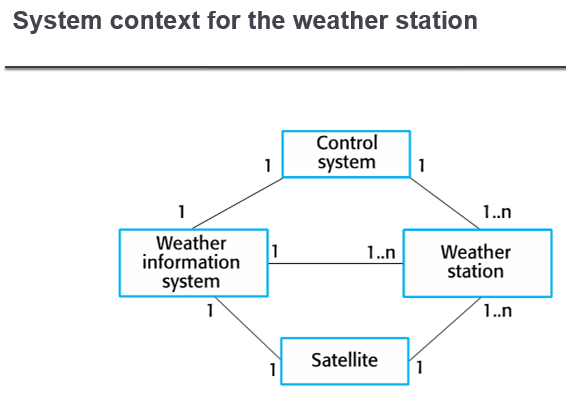 System context for the weather station
Control
system
1
1
1
1..n
Weather
information
system
1
1..n
Weather
station
1
1..n
Satellite
1
1